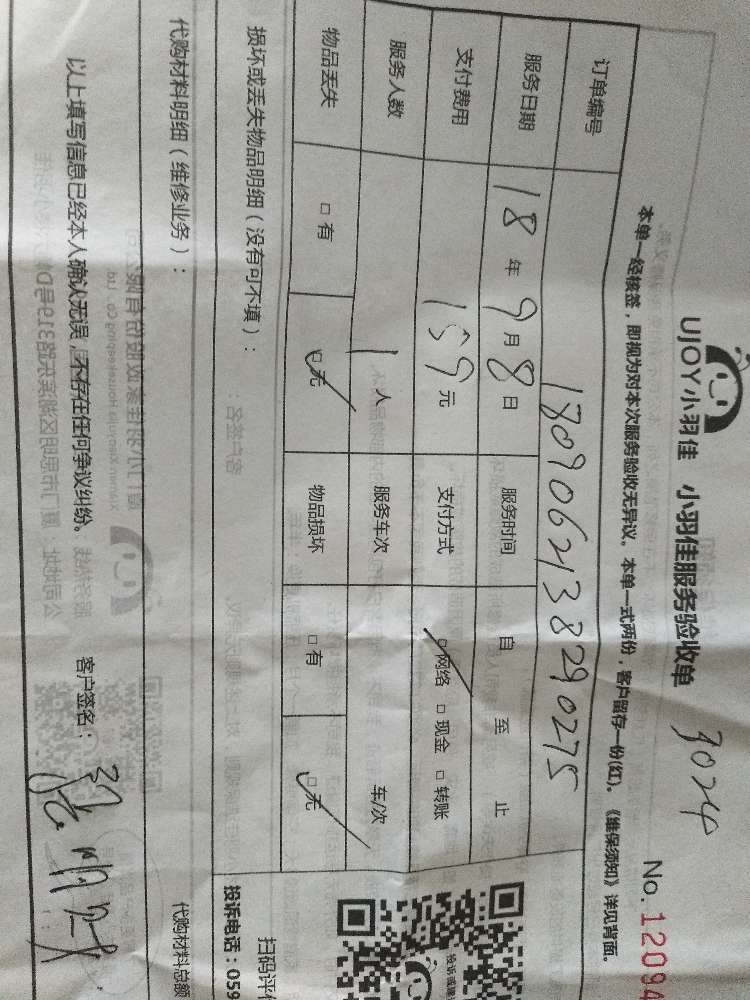 UJOY小羽佳 小羽佳服务验收单 3024 No.12094
本单一经核签，即视为对本次服务验收无异议。本单一式两份，客户留存一份(红)。《维保须知》详见背面。
订单编号 1809062138290275
服务日期 18年9月8日 服务时间 自 至 止
支付费用 159元 支付方式 □网络 □现金 □转账
服务人数 1人 服务车次 车/次
物品丢失 □有 □无 物品损坏 □有 □无
损坏或丢失物品明细（没有可不填）：
扫码评价
投诉电话：059
代购材料明细（维修业务）：
代购材料总额
以上填写信息已经本人确认无误，不存在任何争议纠纷。 客户签名：